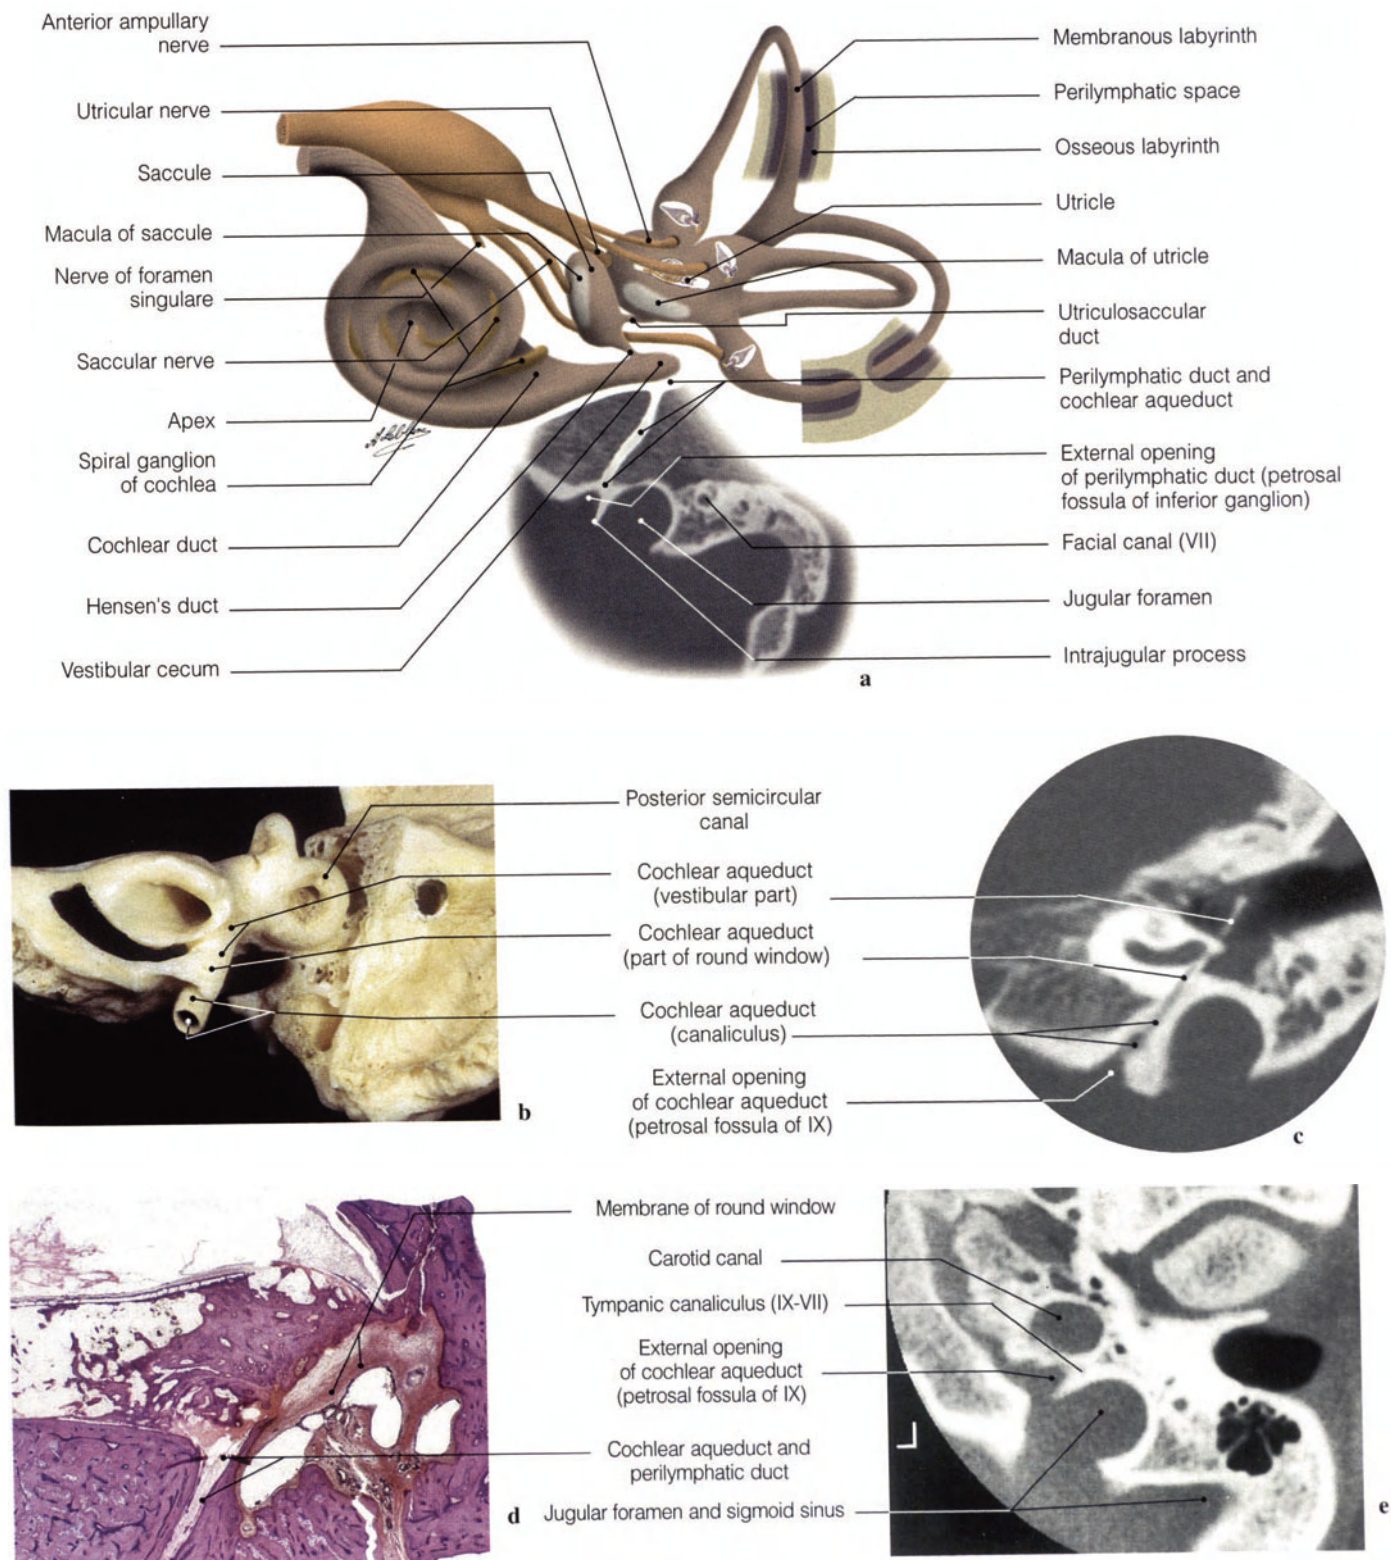 Anterior ampullary
nerve
Utricular nerve
Saccule
Macula of saccule
Nerve of foramen
singulare
Saccular nerve
Apex
Spiral ganglion
of cochlea
Cochlear duct
Hensen's duct
Vestibular cecum
Membranous labyrinth
Perilymphatic space
Osseous labyrinth
Utricle
Macula of utricle
Utriculosaccular
duct
Perilymphatic duct and
cochlear aqueduct
External opening
of perilymphatic duct (petrosal
fossula of inferior ganglion)
Facial canal (VII)
Jugular foramen
Intrajugular process
a
Posterior semicircular
canal
Cochlear aqueduct
(vestibular part)
Cochlear aqueduct
(part of round window)
Cochlear aqueduct
(canaliculus)
External opening
of cochlear aqueduct
(petrosal fossula of IX)
b
c
Membrane of round window
Carotid canal
Tympanic canaliculus (IX-VII)
External opening
of cochlear aqueduct
(petrosal fossula of IX)
Cochlear aqueduct and
perilymphatic duct
Jugular foramen and sigmoid sinus
d
e